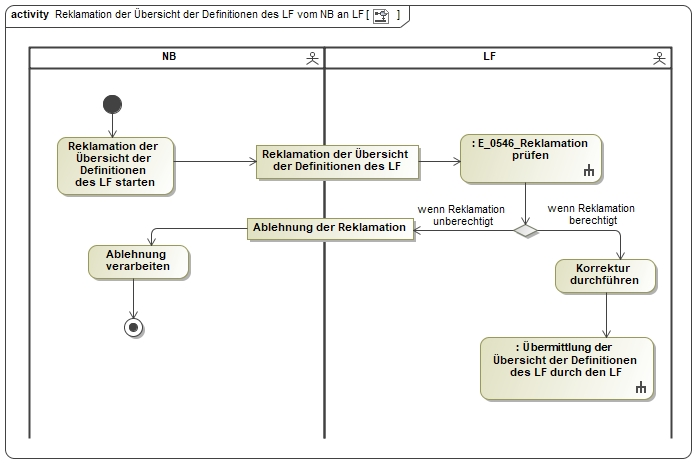 activity Reklamation der Übersicht der Definitionen des LF vom NB an LF [ ]
NB
LF
Reklamation der
Übersicht der
Definitionen
des LF starten
Reklamation der Übersicht
der Definitionen des LF
: E_0546_Reklamation
prüfen
wenn Reklamation
unberechtigt
wenn Reklamation
berechtigt
Ablehnung der Reklamation
Ablehnung
verarbeiten
Korrektur
durchführen
: Übermittlung der
Übersicht der Definitionen
des LF durch den LF